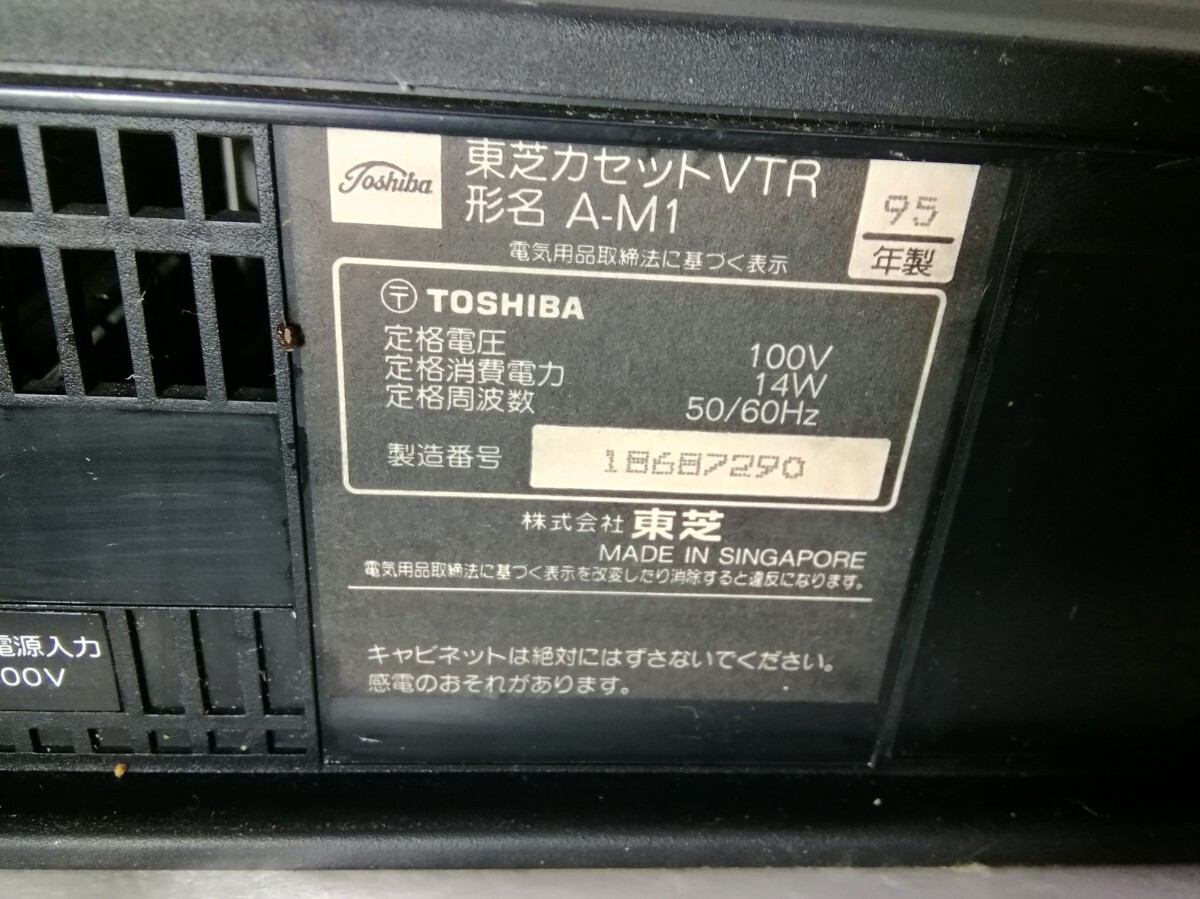 Toshiba
東芝カセットVTR
形名 A-M1
95
年製
電気用品取締法に基づく表示
〒 TOSHIBA
定格電圧 100V
定格消費電力 14W
定格周波数 50/60Hz
製造番号 18687290
株式会社 東芝
MADE IN SINGAPORE
電気用品取締法に基づく表示を改変したり消除すると違反になります。
キャビネットは絶対にはずさないでください。
感電のおそれがあります。
電源入力
00V